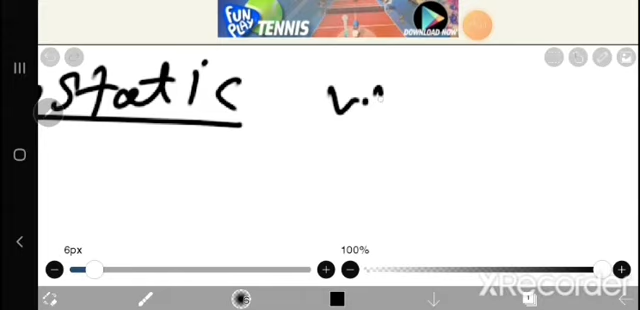 FUN PLAY TENNIS
DOWNLOAD NOW
static
6px
100%
XRecorder